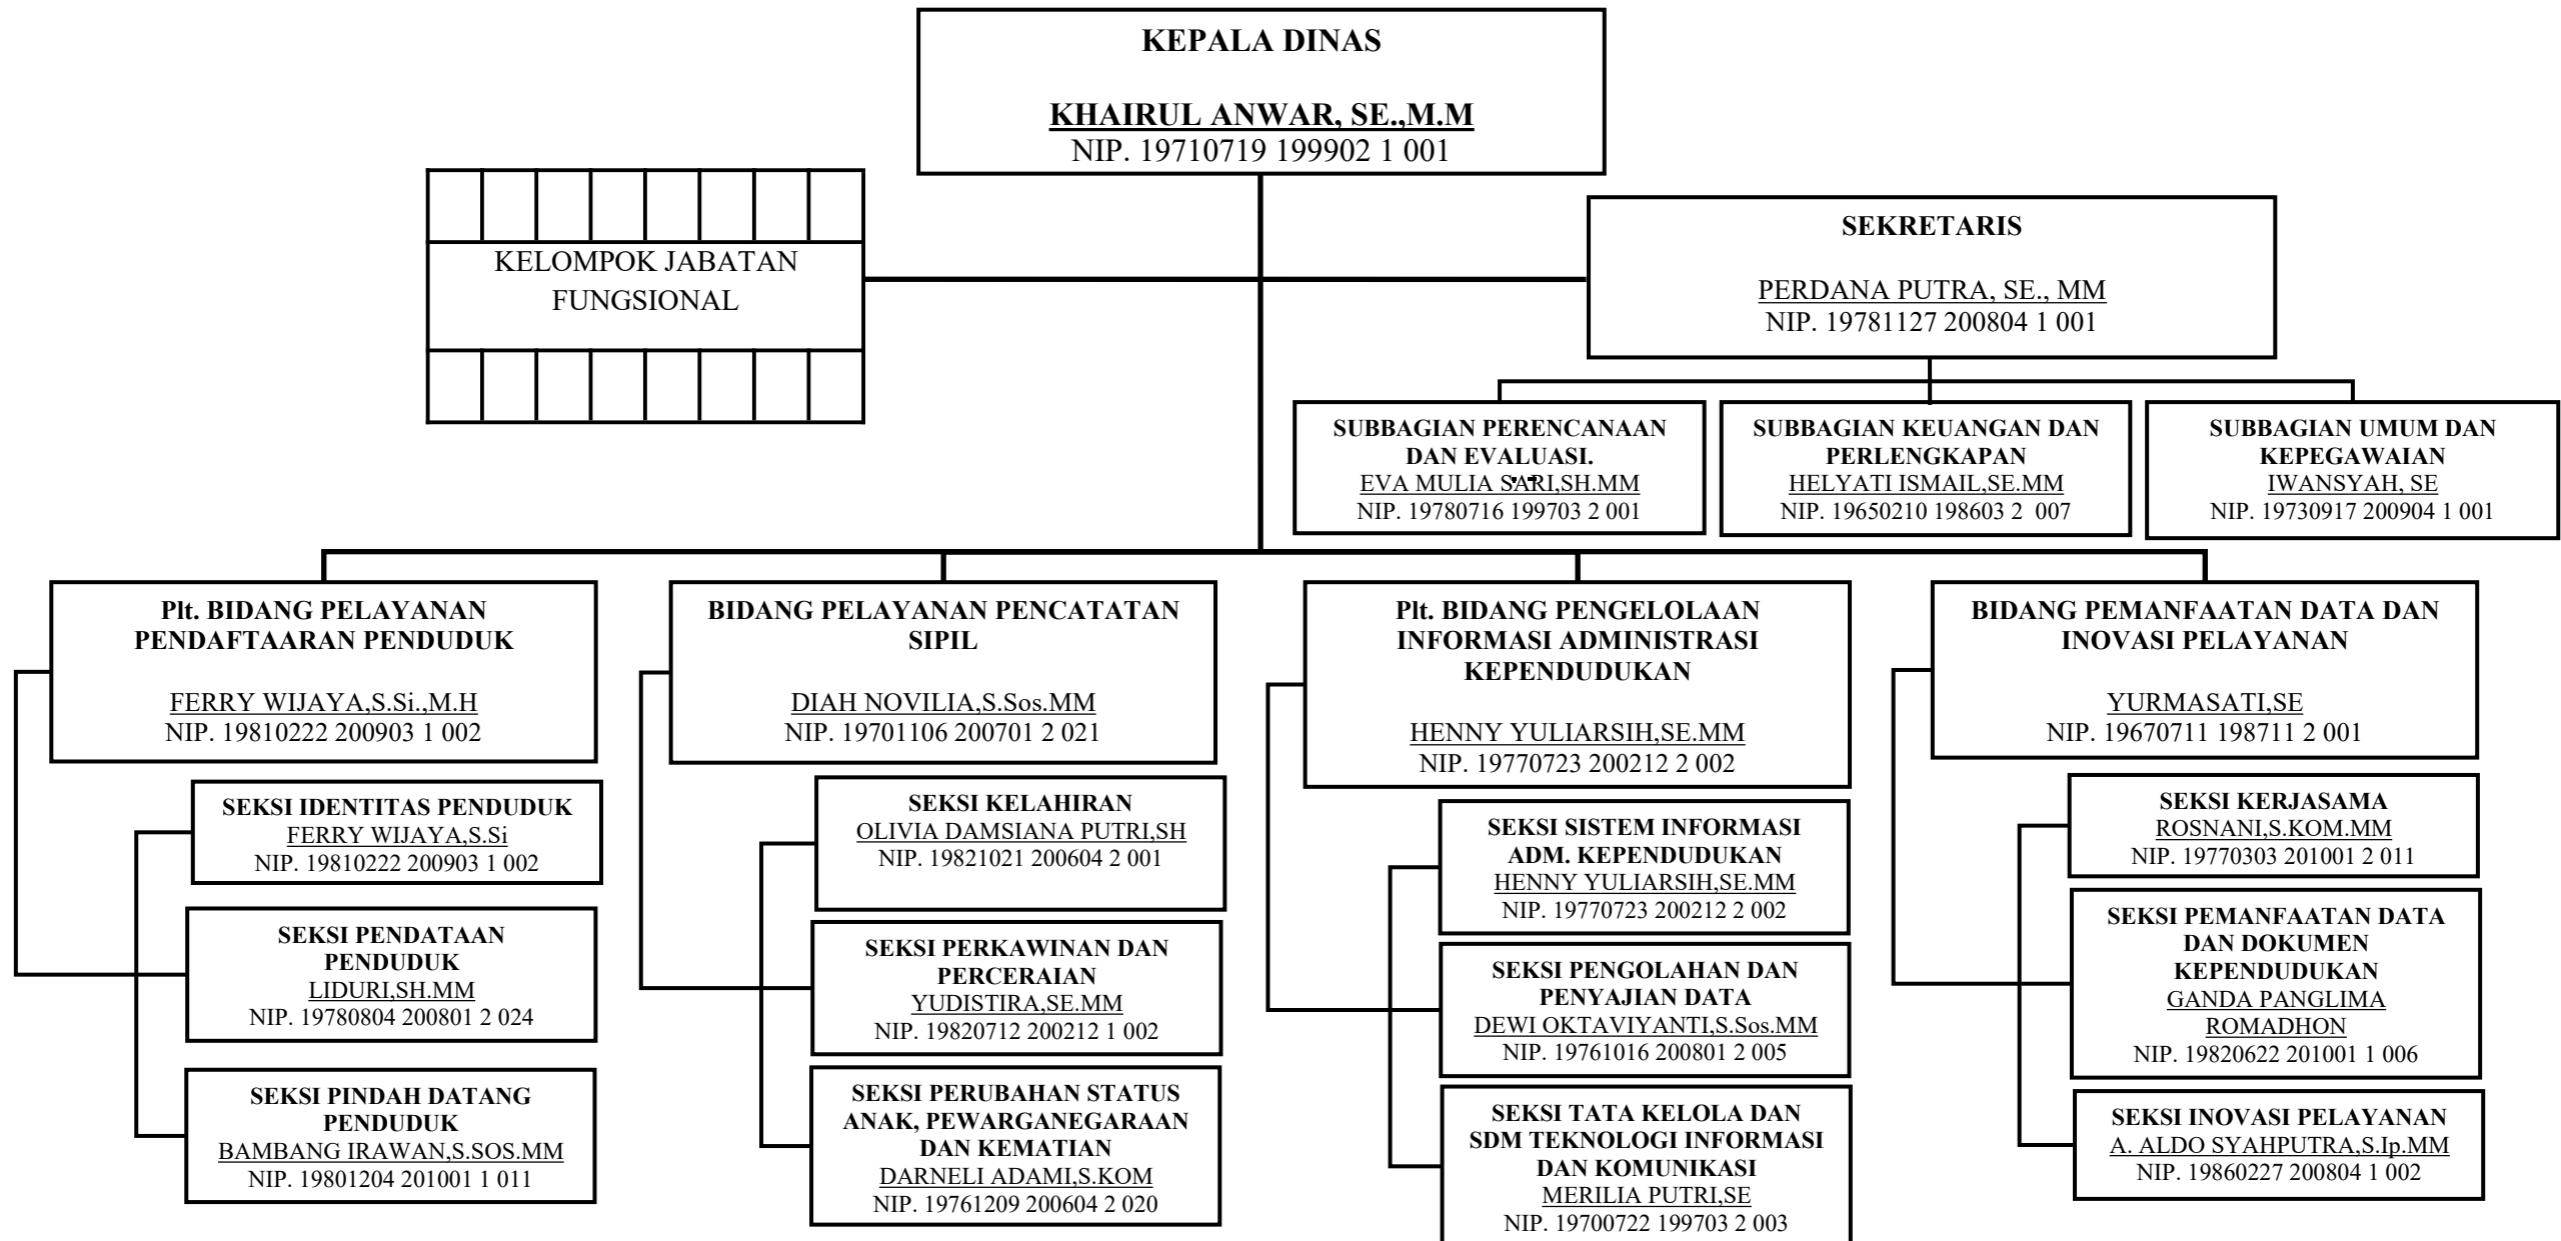 KEPALA DINAS
KHAIRUL ANWAR, SE.,M.M
NIP. 19710719 199902 1 001
KELOMPOK JABATAN
FUNGSIONAL
SEKRETARIS
PERDANA PUTRA, SE., MM
NIP. 19781127 200804 1 001
SUBBAGIAN PERENCANAAN
DAN EVALUASI.
EVA MULIA SARI,SH.MM
NIP. 19780716 199703 2 001
SUBBAGIAN KEUANGAN DAN
PERLENGKAPAN
HELYATI ISMAIL,SE.MM
NIP. 19650210 198603 2  007
SUBBAGIAN UMUM DAN
KEPEGAWAIAN
IWANSYAH, SE
NIP. 19730917 200904 1 001
Plt. BIDANG PELAYANAN
PENDAFTAARAN PENDUDUK
FERRY WIJAYA,S.Si.,M.H
NIP. 19810222 200903 1 002
SEKSI IDENTITAS PENDUDUK
FERRY WIJAYA,S.Si
NIP. 19810222 200903 1 002
SEKSI PENDATAAN
PENDUDUK
LIDURI,SH.MM
NIP. 19780804 200801 2 024
SEKSI PINDAH DATANG
PENDUDUK
BAMBANG IRAWAN,S.SOS.MM
NIP. 19801204 201001 1 011
BIDANG PELAYANAN PENCATATAN
SIPIL
DIAH NOVILIA,S.Sos.MM
NIP. 19701106 200701 2 021
SEKSI KELAHIRAN
OLIVIA DAMSIANA PUTRI,SH
NIP. 19821021 200604 2 001
SEKSI PERKAWINAN DAN
PERCERAIAN
YUDISTIRA,SE.MM
NIP. 19820712 200212 1 002
SEKSI PERUBAHAN STATUS
ANAK, PEWARGANEGARAAN
DAN KEMATIAN
DARNELI ADAMI,S.KOM
NIP. 19761209 200604 2 020
Plt. BIDANG PENGELOLAAN
INFORMASI ADMINISTRASI
KEPENDUDUKAN
HENNY YULIARSIH,SE.MM
NIP. 19770723 200212 2 002
SEKSI SISTEM INFORMASI
ADM. KEPENDUDUKAN
HENNY YULIARSIH,SE.MM
NIP. 19770723 200212 2 002
SEKSI PENGOLAHAN DAN
PENYAJIAN DATA
DEWI OKTAVIYANTI,S.Sos.MM
NIP. 19761016 200801 2 005
SEKSI TATA KELOLA DAN
SDM TEKNOLOGI INFORMASI
DAN KOMUNIKASI
MERILIA PUTRI,SE
NIP. 19700722 199703 2 003
BIDANG PEMANFAATAN DATA DAN
INOVASI PELAYANAN
YURMASATI,SE
NIP. 19670711 198711 2 001
SEKSI KERJASAMA
ROSNANI,S.KOM.MM
NIP. 19770303 201001 2 011
SEKSI PEMANFAATAN DATA
DAN DOKUMEN
KEPENDUDUKAN
GANDA PANGLIMA
ROMADHON
NIP. 19820622 201001 1 006
SEKSI INOVASI PELAYANAN
A. ALDO SYAHPUTRA,S.Ip.MM
NIP. 19860227 200804 1 002